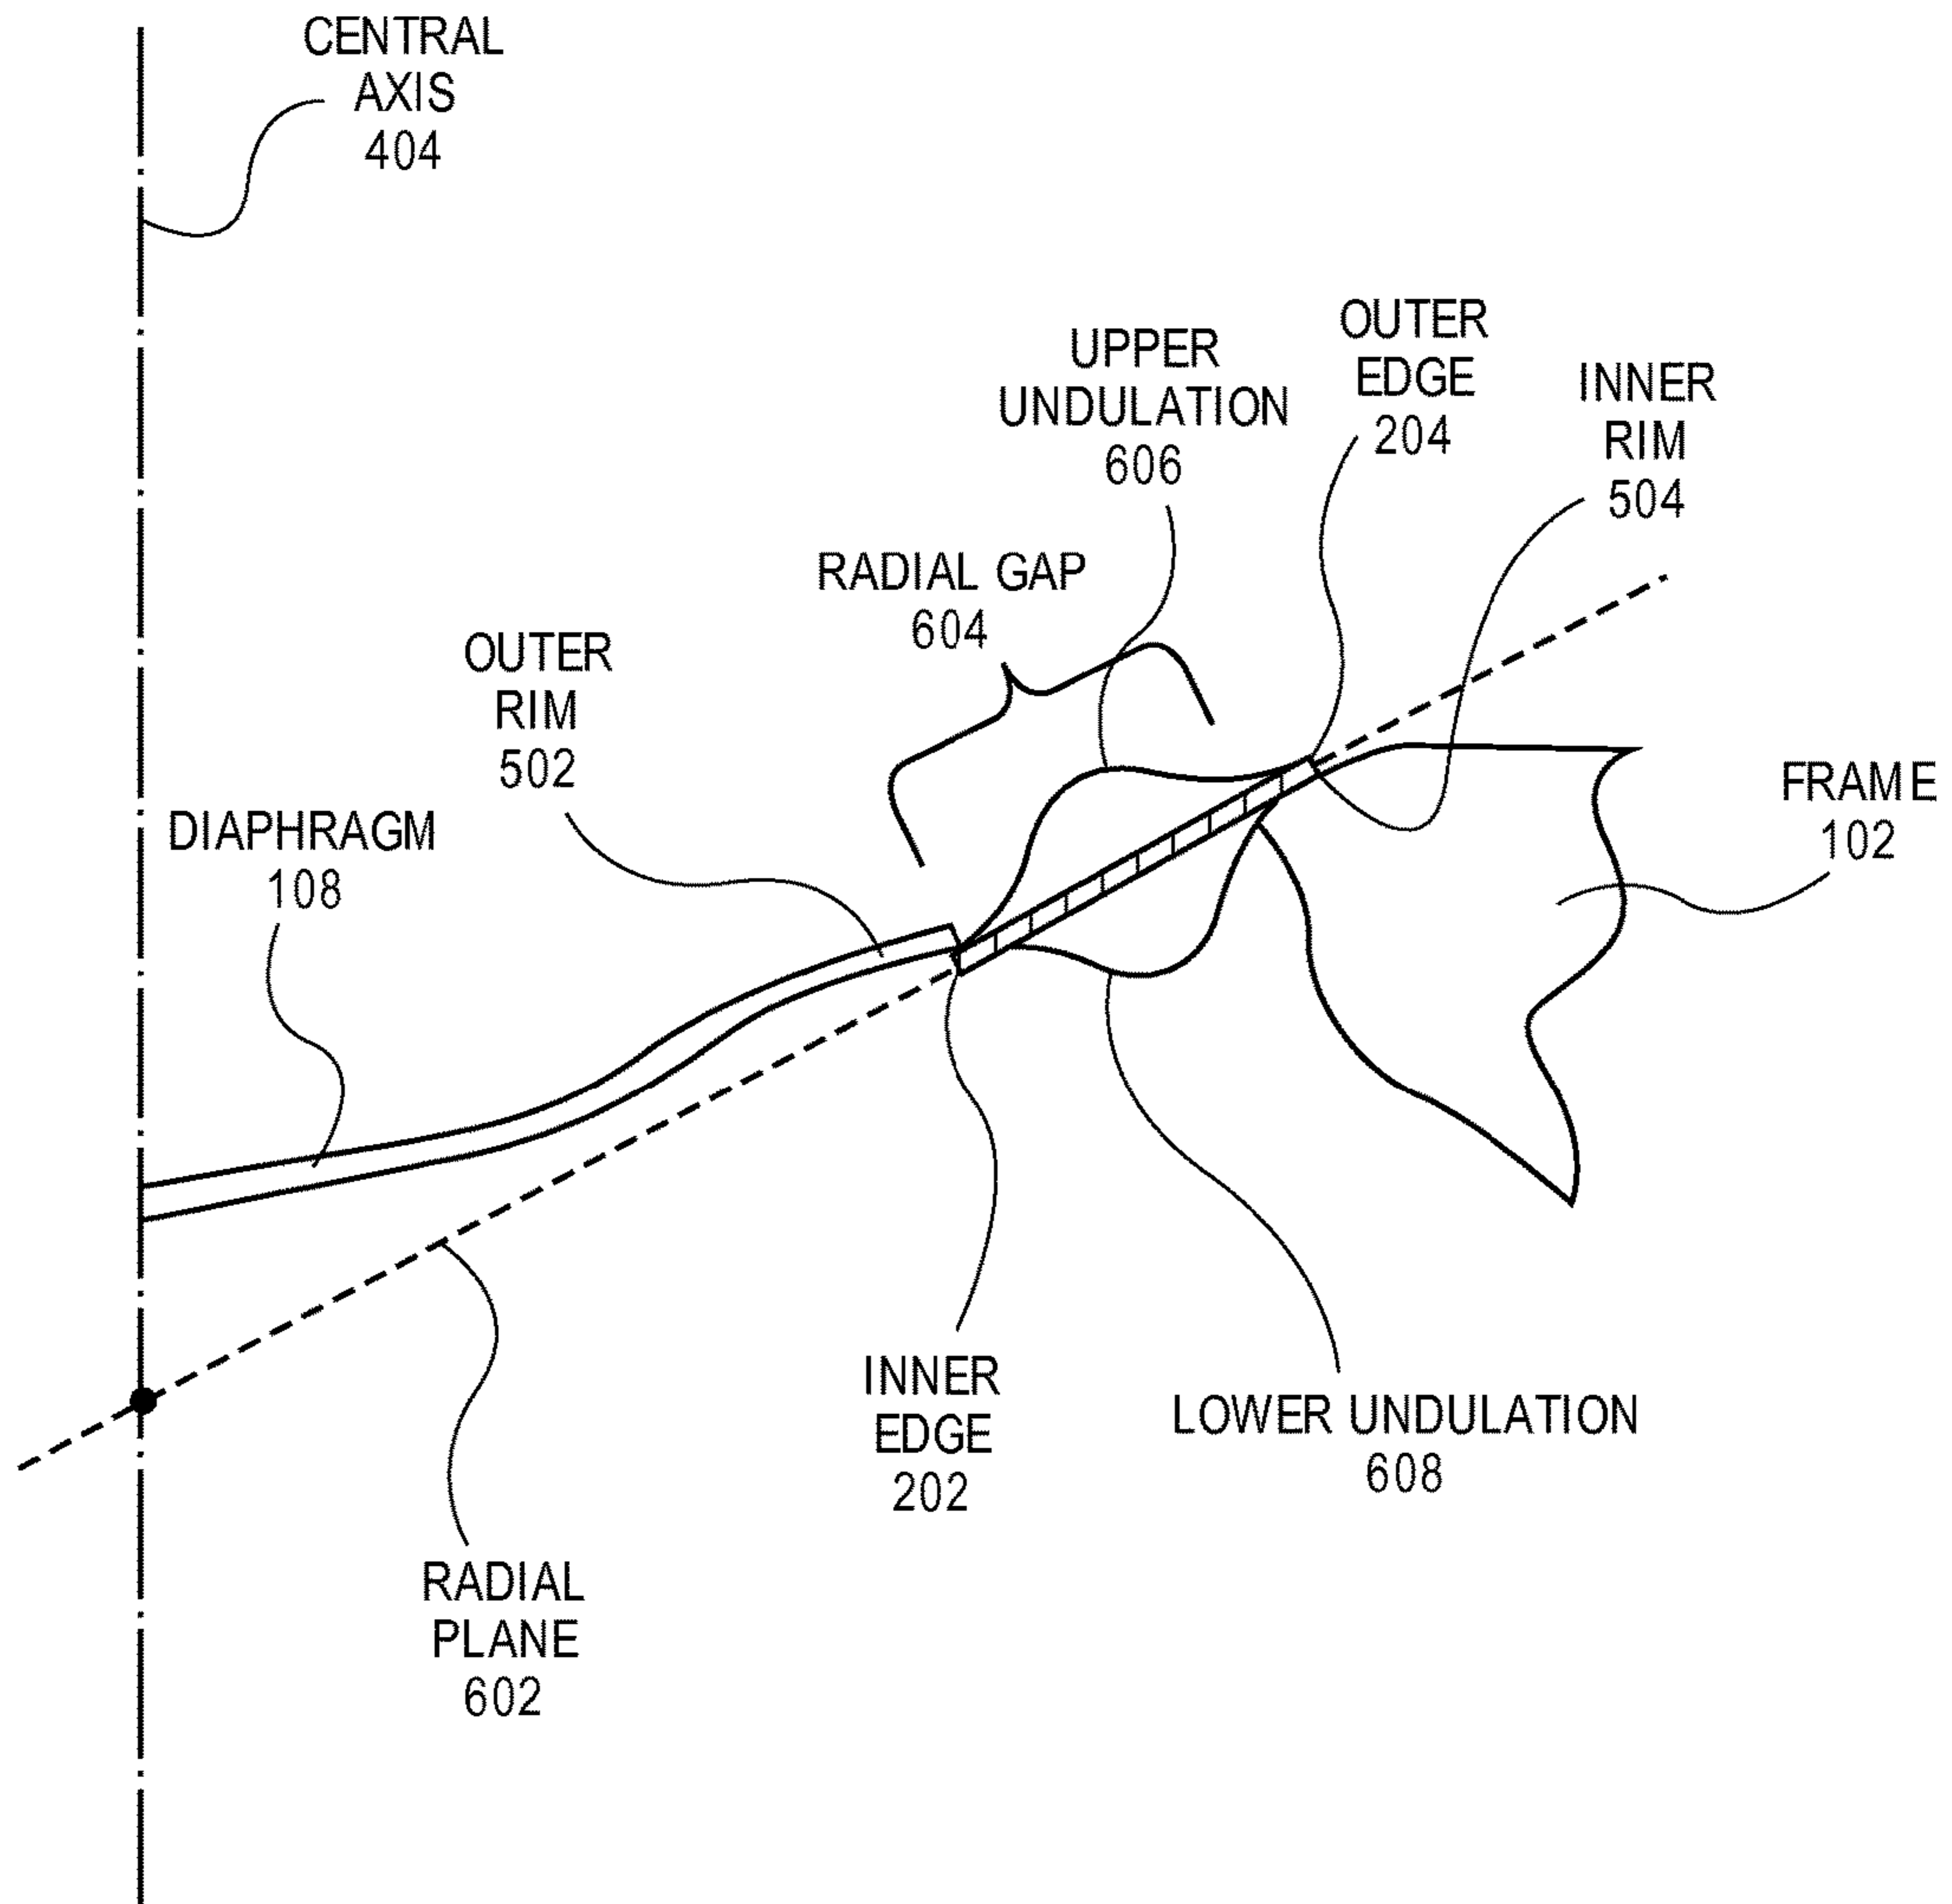 CENTRAL
AXIS
404
OUTER
EDGE
204
UPPER
UNDULATION
606
INNER
RIM
504
RADIAL GAP
604
OUTER
RIM
502
FRAME
102
DIAPHRAGM
108
INNER
EDGE
202
LOWER UNDULATION
608
RADIAL
PLANE
602